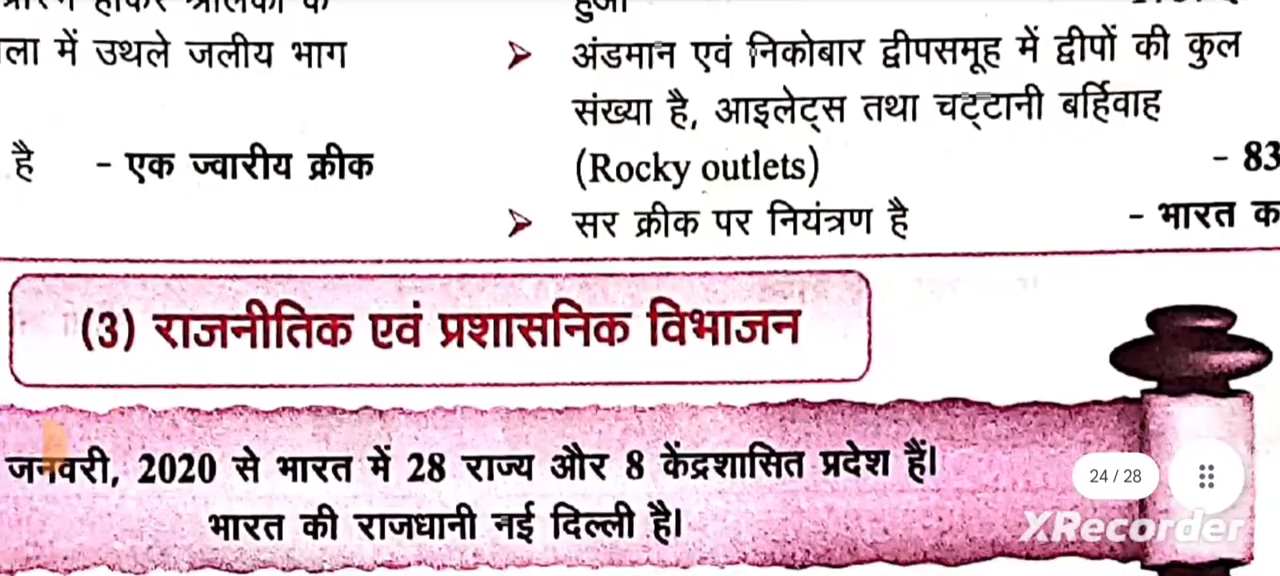 ला में उथले जलीय भाग
है - एक ज्वारीय क्रीक
हुआ
➢ अंडमान एवं निकोबार द्वीपसमूह में द्वीपों की कुल
संख्या है, आइलेट्स तथा चट्टानी बर्हिवाह
(Rocky outlets) - 83
➢ सर क्रीक पर नियंत्रण है - भारत क
(3) राजनीतिक एवं प्रशासनिक विभाजन
जनवरी, 2020 से भारत में 28 राज्य और 8 केंद्रशासित प्रदेश हैं।
भारत की राजधानी नई दिल्ली है।
24 / 28
XRecorder